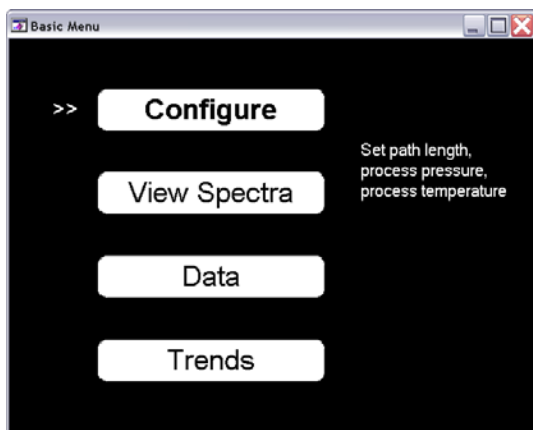 Basic Menu
>> Configure
Set path length,
process pressure,
process temperature
View Spectra
Data
Trends